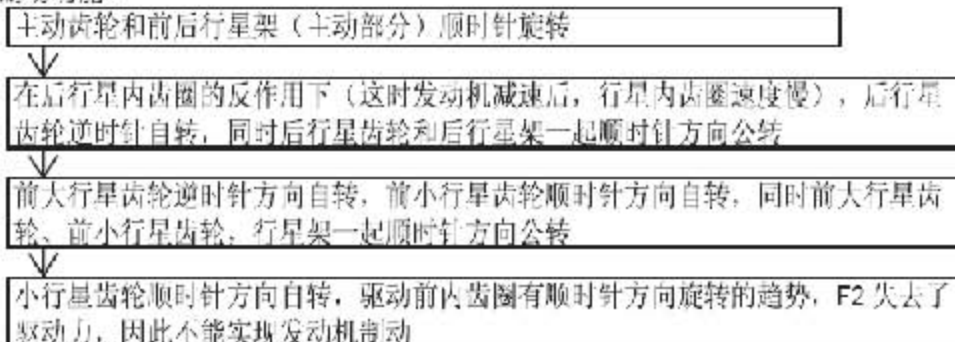 主动齿轮和前后行星架（主动部分）顺时针旋转
在后行星内齿圈的反作用下（这时发动机减速后，行星内齿圈速度慢），后行星
齿轮逆时针自转，同时后行星齿轮和后行星架一起顺时针方向公转
前大行星齿轮逆时针方向自转，前小行星齿轮顺时针方向自转，同时前大行星齿
轮、前小行星齿轮、行星架一起顺时针方向公转
小行星齿轮顺时针方向自转，驱动前内齿圈有顺时针方向旋转的趋势，F2 失去了
驱动力，因此不能实现发动机制动